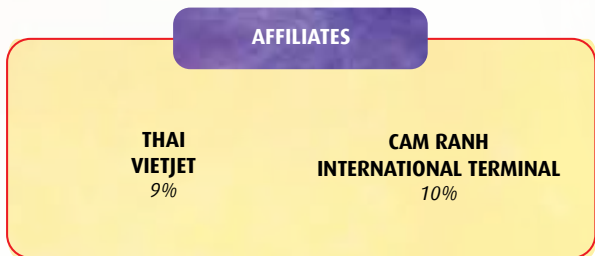 AFFILIATES
THAI
VIETJET
9%
CAM RANH
INTERNATIONAL TERMINAL
10%